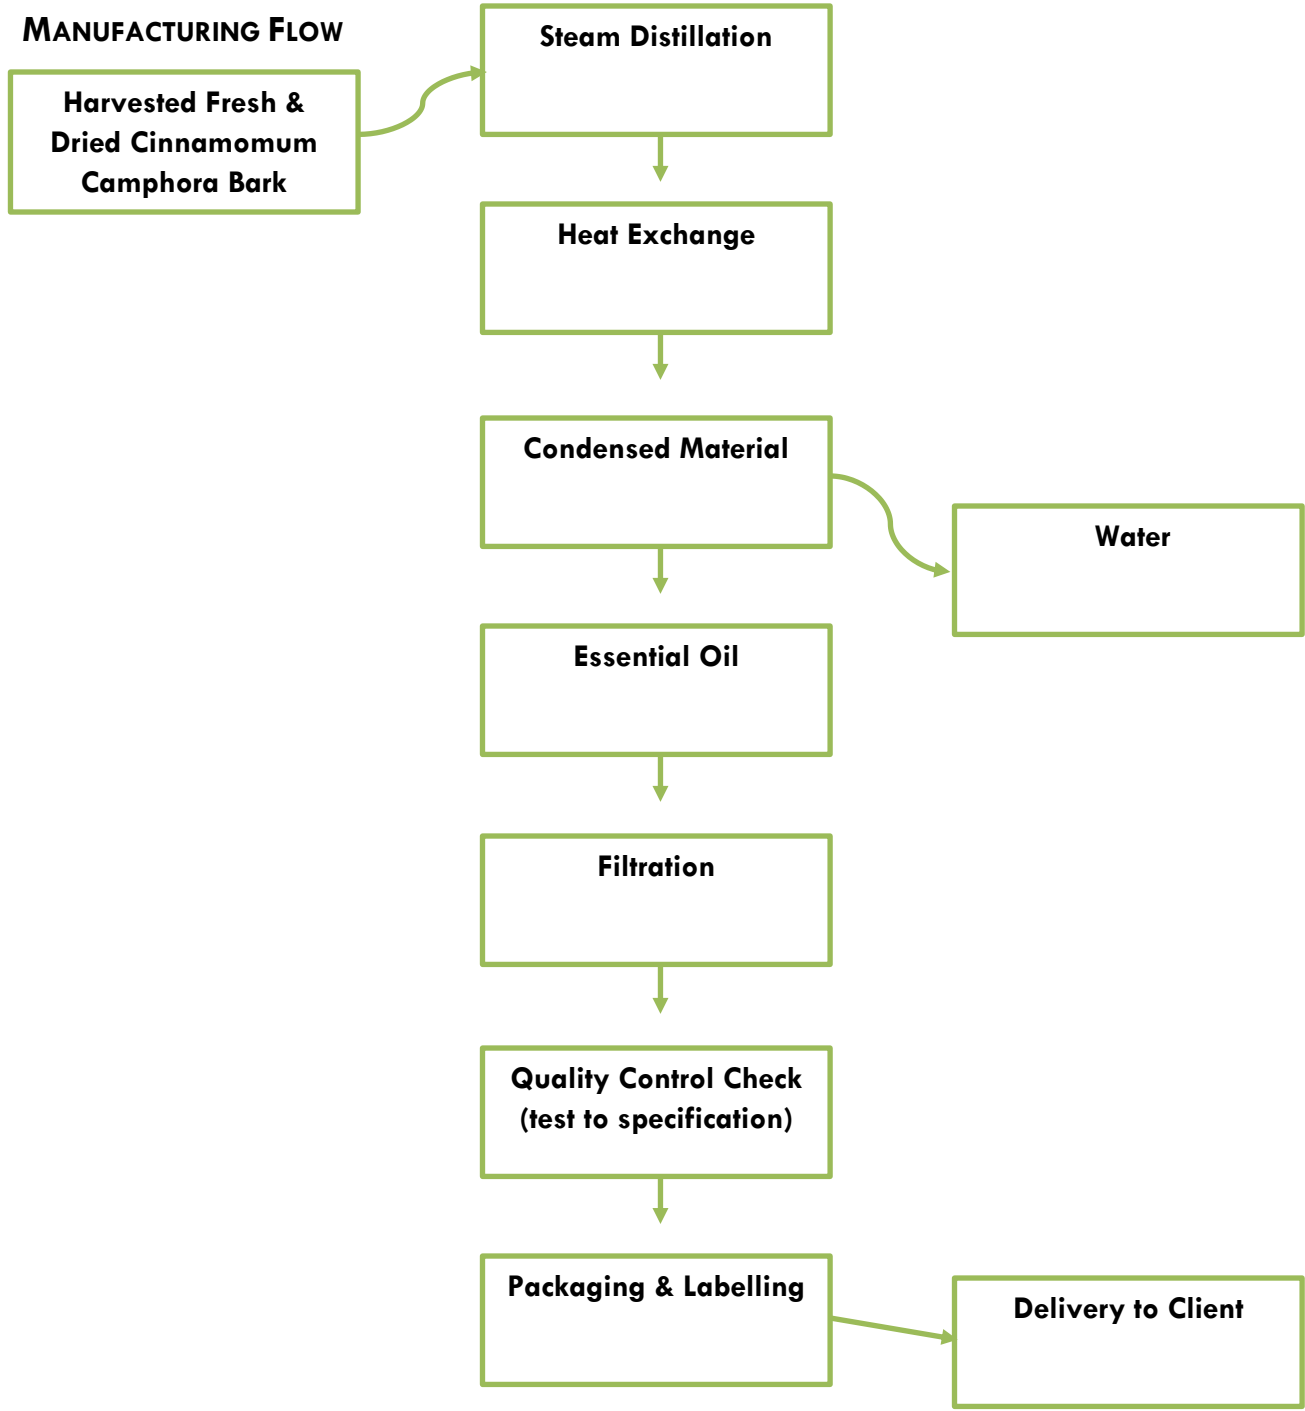 MANUFACTURING FLOW
Harvested Fresh &
Dried Cinnamomum
Camphora Bark
Steam Distillation
Heat Exchange
Condensed Material
Water
Essential Oil
Filtration
Quality Control Check
(test to specification)
Packaging & Labelling
Delivery to Client